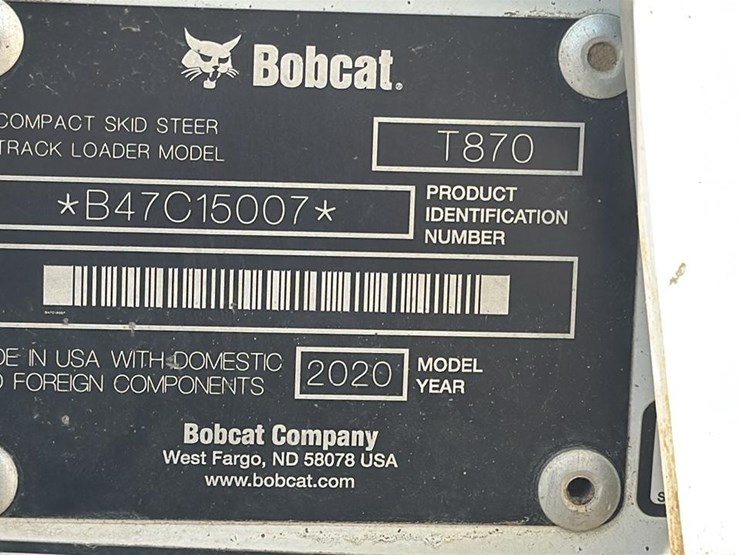 Bobcat.
COMPACT SKID STEER
TRACK LOADER MODEL
T870
*B47C15007*
PRODUCT
IDENTIFICATION
NUMBER
DE IN USA WITH DOMESTIC
FOREIGN COMPONENTS
2020
MODEL
YEAR
Bobcat Company
West Fargo, ND 58078 USA
www.bobcat.com